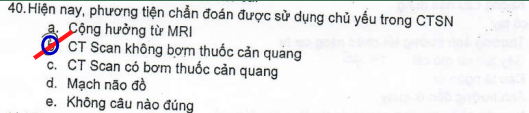 40. Hiện nay, phương tiện chẩn đoán được sử dụng chủ yếu trong CTSN
a. Cộng hưởng từ MRI
b. CT Scan không bơm thuốc cản quang
c. CT Scan có bơm thuốc cản quang
d. Mạch não đồ
e. Không câu nào đúng